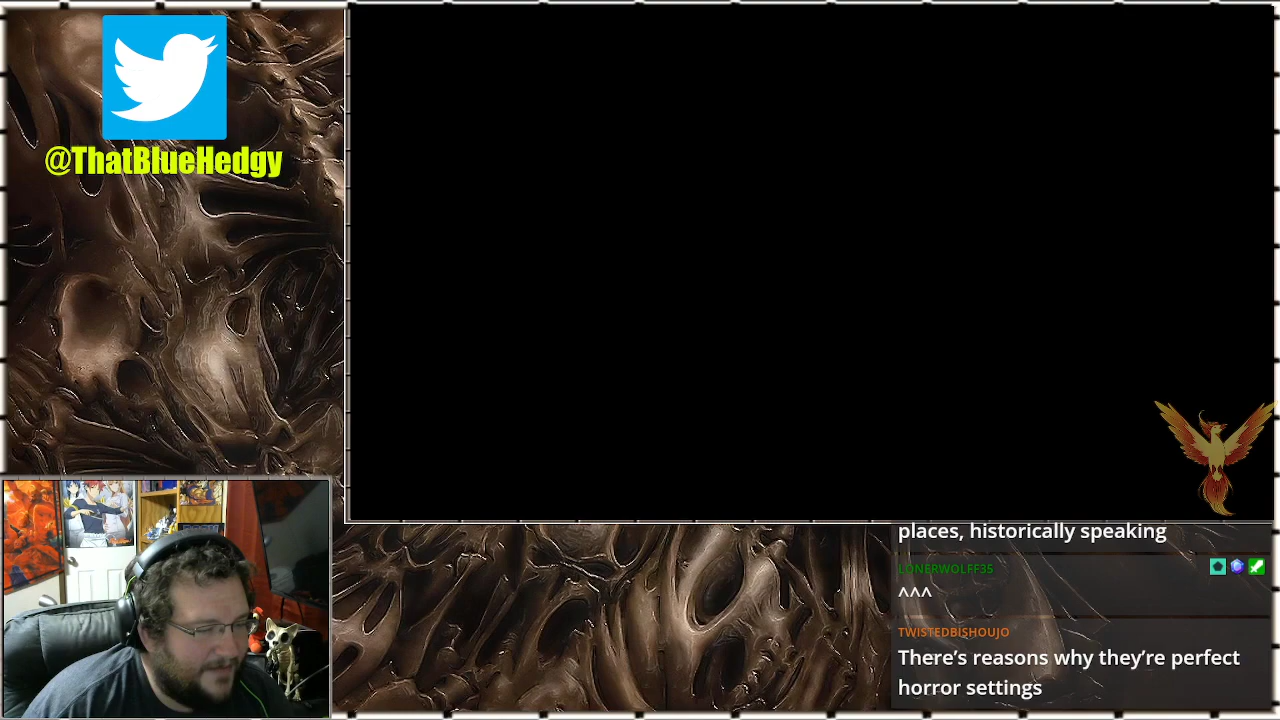 @ThatBlueHedgy
places, historically speaking
LONERWOLFF35
^^^
TWISTEDBISHOUJO
There’s reasons why they’re perfect
horror settings